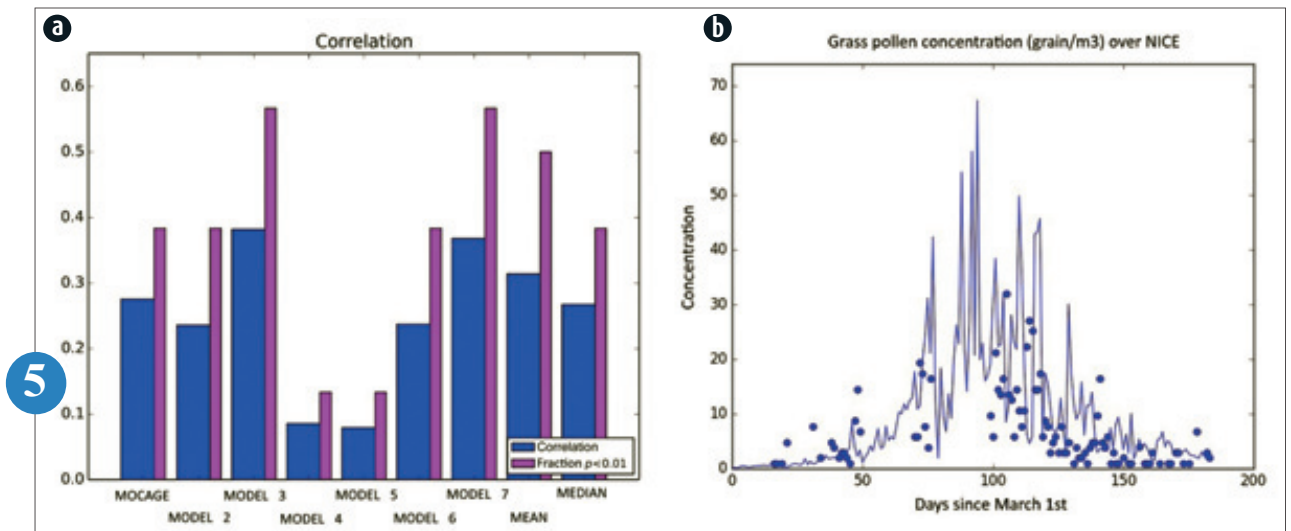 a
Correlation
0.6
0.5
0.4
0.3
0.2
0.1
0.0
Correlation
Fraction p<0.01
MOCAGE MODEL 3 MODEL 5 MODEL 7 MEDIAN
MODEL 2 MODEL 4 MODEL 6 MEAN
5
b
Grass pollen concentration (grain/m3) over NICE
Concentration
70
60
50
40
30
20
10
0
0 50 100 150 200
Days since March 1st